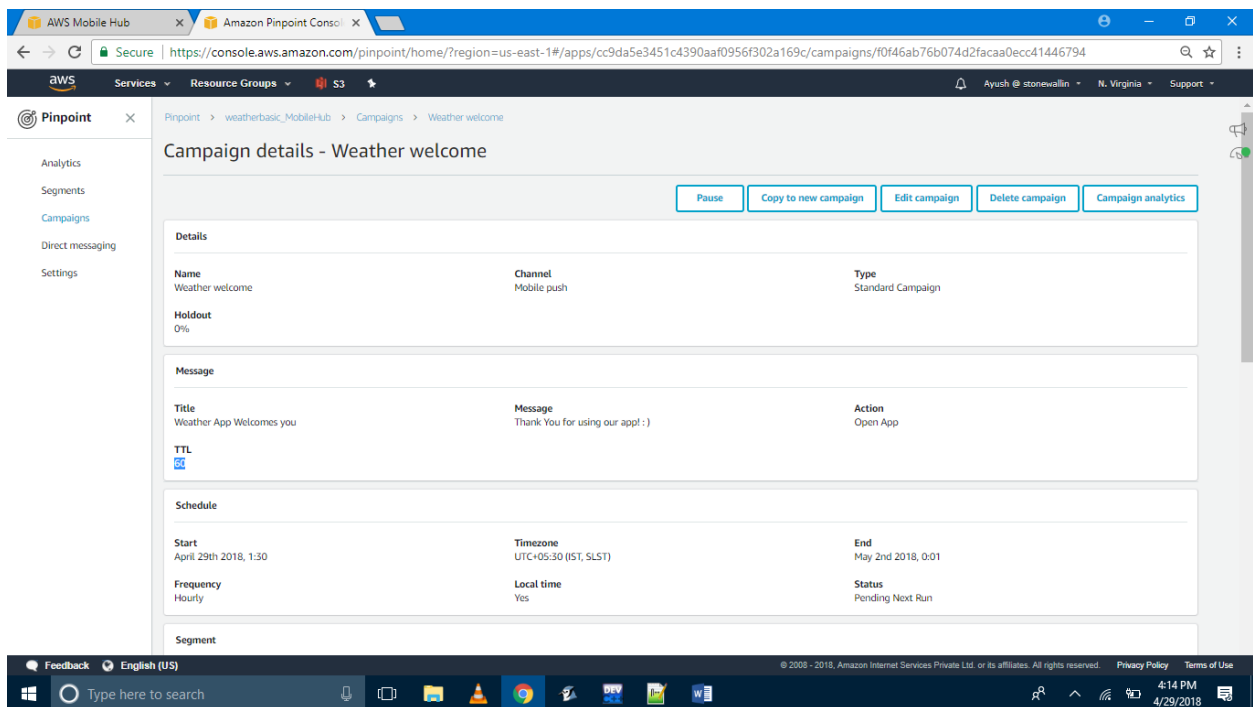 AWS Mobile Hub
Amazon Pinpoint Consol
Secure https://console.aws.amazon.com/pinpoint/home/?region=us-east-1#/apps/cc9da5e3451c4390aaf0956f302a169c/campaigns/f0f46ab76b074d2facaa0ecc41446794
aws Services Resource Groups S3 Ayush @ stonewallin N. Virginia Support
Pinpoint
Pinpoint > weatherbasic_MobileHub > Campaigns > Weather welcome
Campaign details - Weather welcome
Analytics
Segments
Campaigns
Direct messaging
Settings
Pause Copy to new campaign Edit campaign Delete campaign Campaign analytics
Details
Name Channel Type
Weather welcome Mobile push Standard Campaign
Holdout
0%
Message
Title Message Action
Weather App Welcomes you Thank You for using our app! : ) Open App
TTL
60
Schedule
Start Timezone End
April 29th 2018, 1:30 UTC+05:30 (IST, SLST) May 2nd 2018, 0:01
Frequency Local time Status
Hourly Yes Pending Next Run
Segment
Feedback English (US) © 2008 - 2018, Amazon Internet Services Private Ltd. or its affiliates. All rights reserved. Privacy Policy Terms of Use
Type here to search
DEV
4:14 PM
4/29/2018